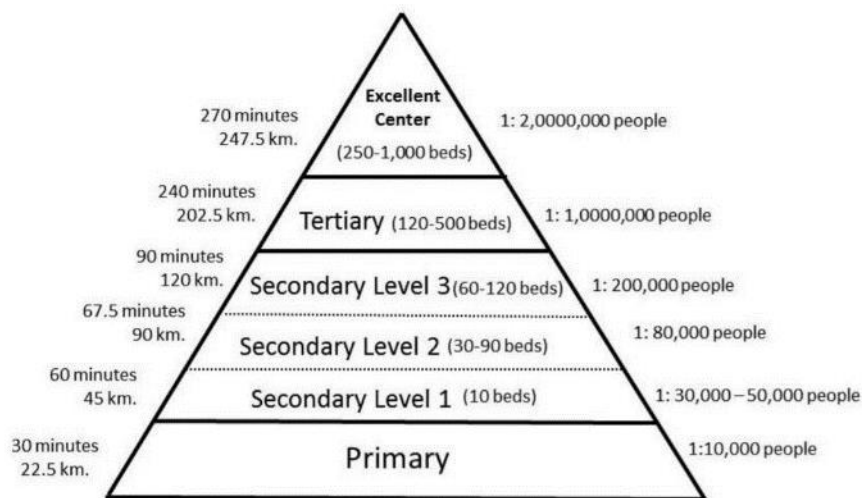 Excellent
Center
(250-1,000 beds)
270 minutes
247.5 km.
1: 2,0000,000 people
240 minutes
202.5 km.
Tertiary (120-500 beds)
1: 1,0000,000 people
90 minutes
120 km.
Secondary Level 3 (60-120 beds)
1: 200,000 people
67.5 minutes
90 km.
Secondary Level 2 (30-90 beds)
1: 80,000 people
60 minutes
45 km.
Secondary Level 1 (10 beds)
1: 30,000 – 50,000 people
30 minutes
22.5 km.
Primary
1:10,000 people